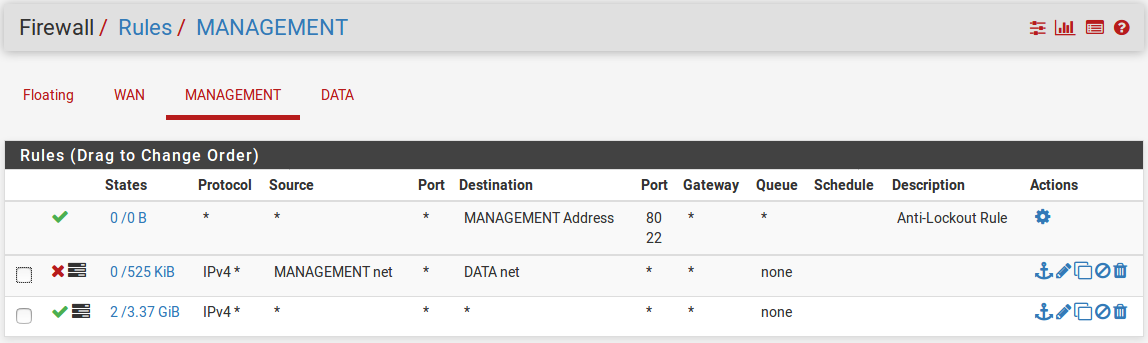 Firewall / Rules / MANAGEMENT
Floating WAN MANAGEMENT DATA
Rules (Drag to Change Order)
States Protocol Source Port Destination Port Gateway Queue Schedule Description Actions
0 /0 B * * * MANAGEMENT Address 80 * * Anti-Lockout Rule
22
0 /525 KiB IPv4 * MANAGEMENT net * DATA net * * none
2 /3.37 GiB IPv4 * * * * * * none